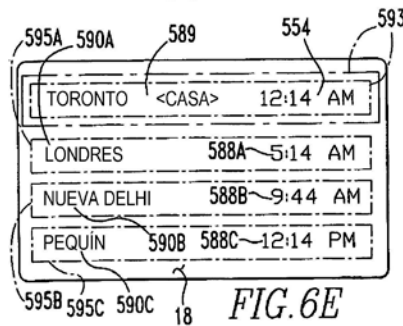 595A 590A 589 554 593
TORONTO <CASA> 12:14 AM
LONDRES 588A 5:14 AM
NUEVA DELHI 588B 9:44 AM
PEQUÍN 590B 588C 12:14 PM
595B 595C 590C 18 FIG.6E